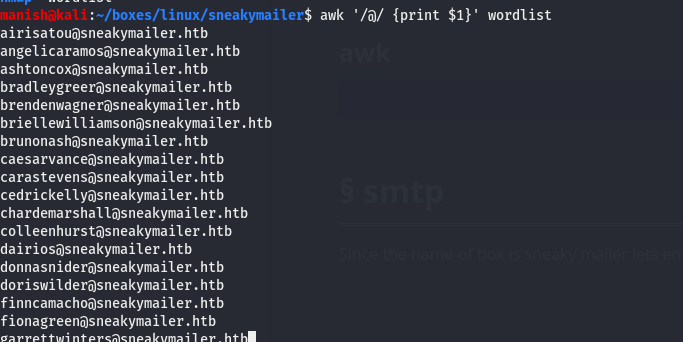 nmap wordlist
manish@kali:~/boxes/linux/sneakymailer$ awk '/@/ {print $1}' wordlist
airisatou@sneakymailer.htb
angelicaramos@sneakymailer.htb
ashtoncox@sneakymailer.htb
bradleygreer@sneakymailer.htb
brendenwagner@sneakymailer.htb
briellewilliamson@sneakymailer.htb
brunonash@sneakymailer.htb
caesarvance@sneakymailer.htb
carastevens@sneakymailer.htb
cedrickelly@sneakymailer.htb
chardemarshall@sneakymailer.htb
colleenhurst@sneakymailer.htb
dairios@sneakymailer.htb
donnasnider@sneakymailer.htb
doriswilder@sneakymailer.htb
finncamacho@sneakymailer.htb
fionagreen@sneakymailer.htb
garrettwinters@sneakymailer.htb
awk
§ smtp
Since the name of box is sneaky mailer lets